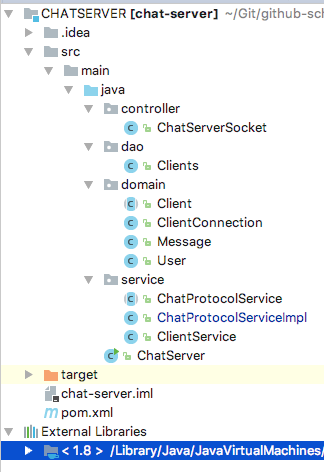 CHATSERVER [chat-server] ~/Git/github-sch
.idea
src
main
java
controller
ChatServerSocket
dao
Clients
domain
Client
ClientConnection
Message
User
service
ChatProtocolService
ChatProtocolServiceImpl
ClientService
ChatServer
target
chat-server.iml
pom.xml
External Libraries
< 1.8 > /Library/Java/JavaVirtualMachines/